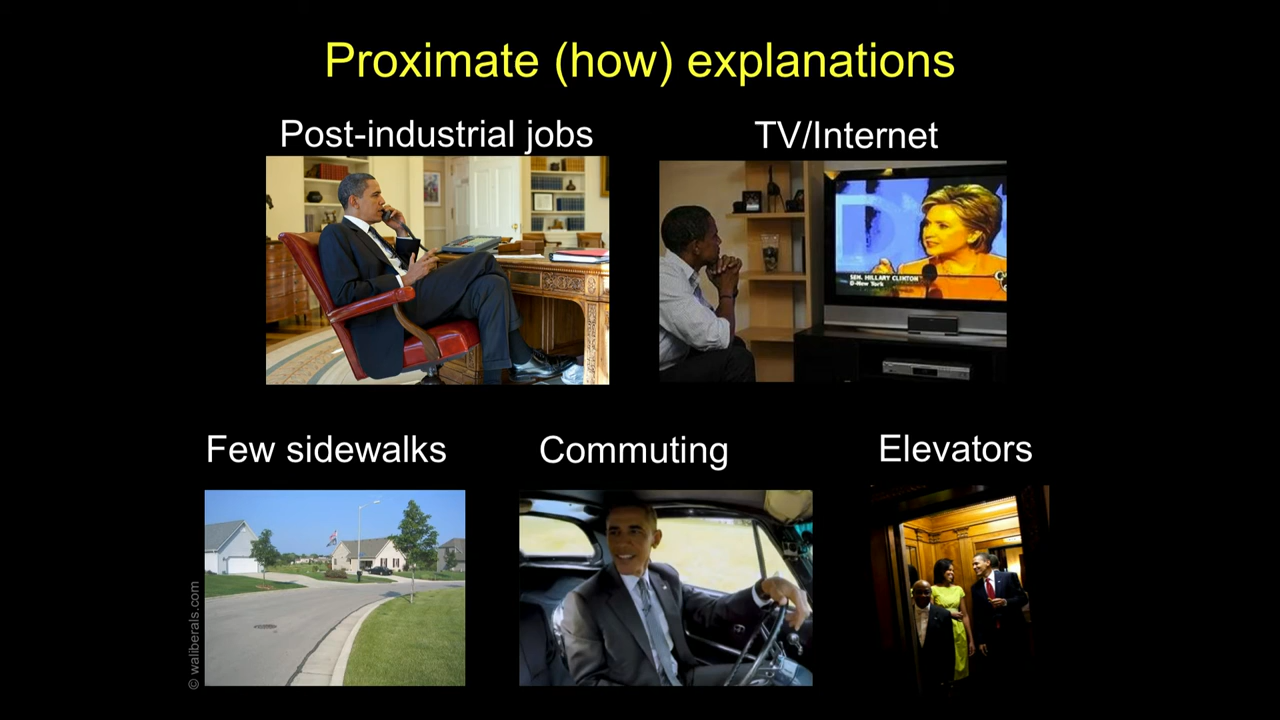 Proximate (how) explanations
Post-industrial jobs
TV/Internet
SEN. HILLARY CLINTON
D-New York
Few sidewalks
Commuting
Elevators
© waliberals.com